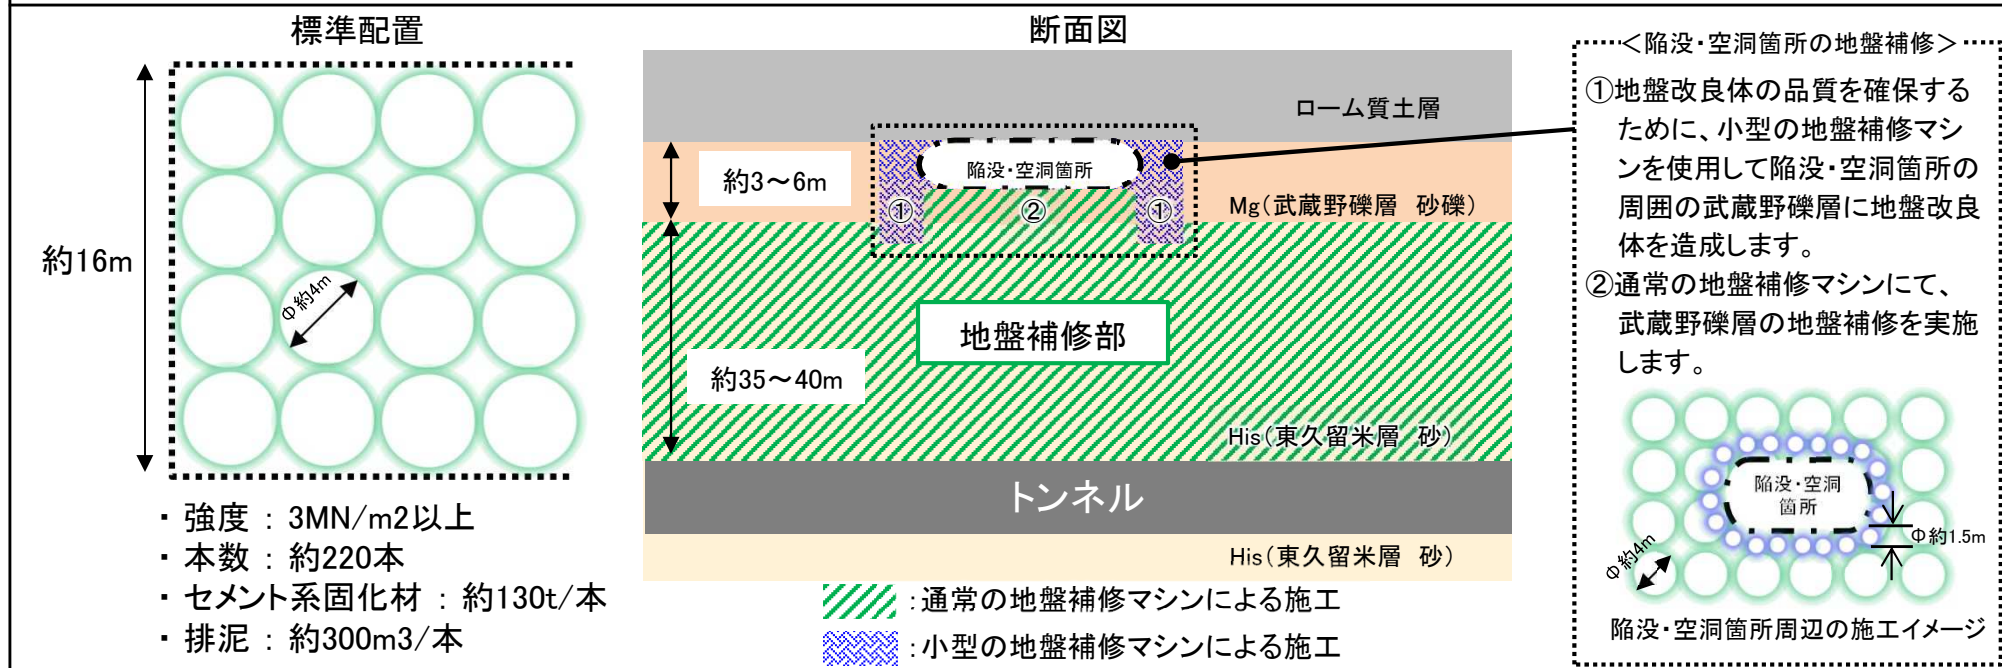 標準配置
約16m
Φ約4m
・強度：3MN/m2以上
・本数：約220本
・セメント系固化材：約130t/本
・排泥：約300m3/本
断面図
ローム質土層
約3～6m
陥没・空洞箇所
①
②
①
Mg(武蔵野礫層 砂礫)
地盤補修部
約35～40m
His(東久留米層 砂)
トンネル
His(東久留米層 砂)
：通常の地盤補修マシンによる施工
：小型の地盤補修マシンによる施工
＜陥没・空洞箇所の地盤補修＞
①地盤改良体の品質を確保する
ために、小型の地盤補修マシ
ンを使用して陥没・空洞箇所の
周囲の武蔵野礫層に地盤改良
体を造成します。
②通常の地盤補修マシンにて、
武蔵野礫層の地盤補修を実施
します。
陥没・空洞
箇所
Φ約1.5m
Φ約4m
陥没・空洞箇所周辺の施工イメージ